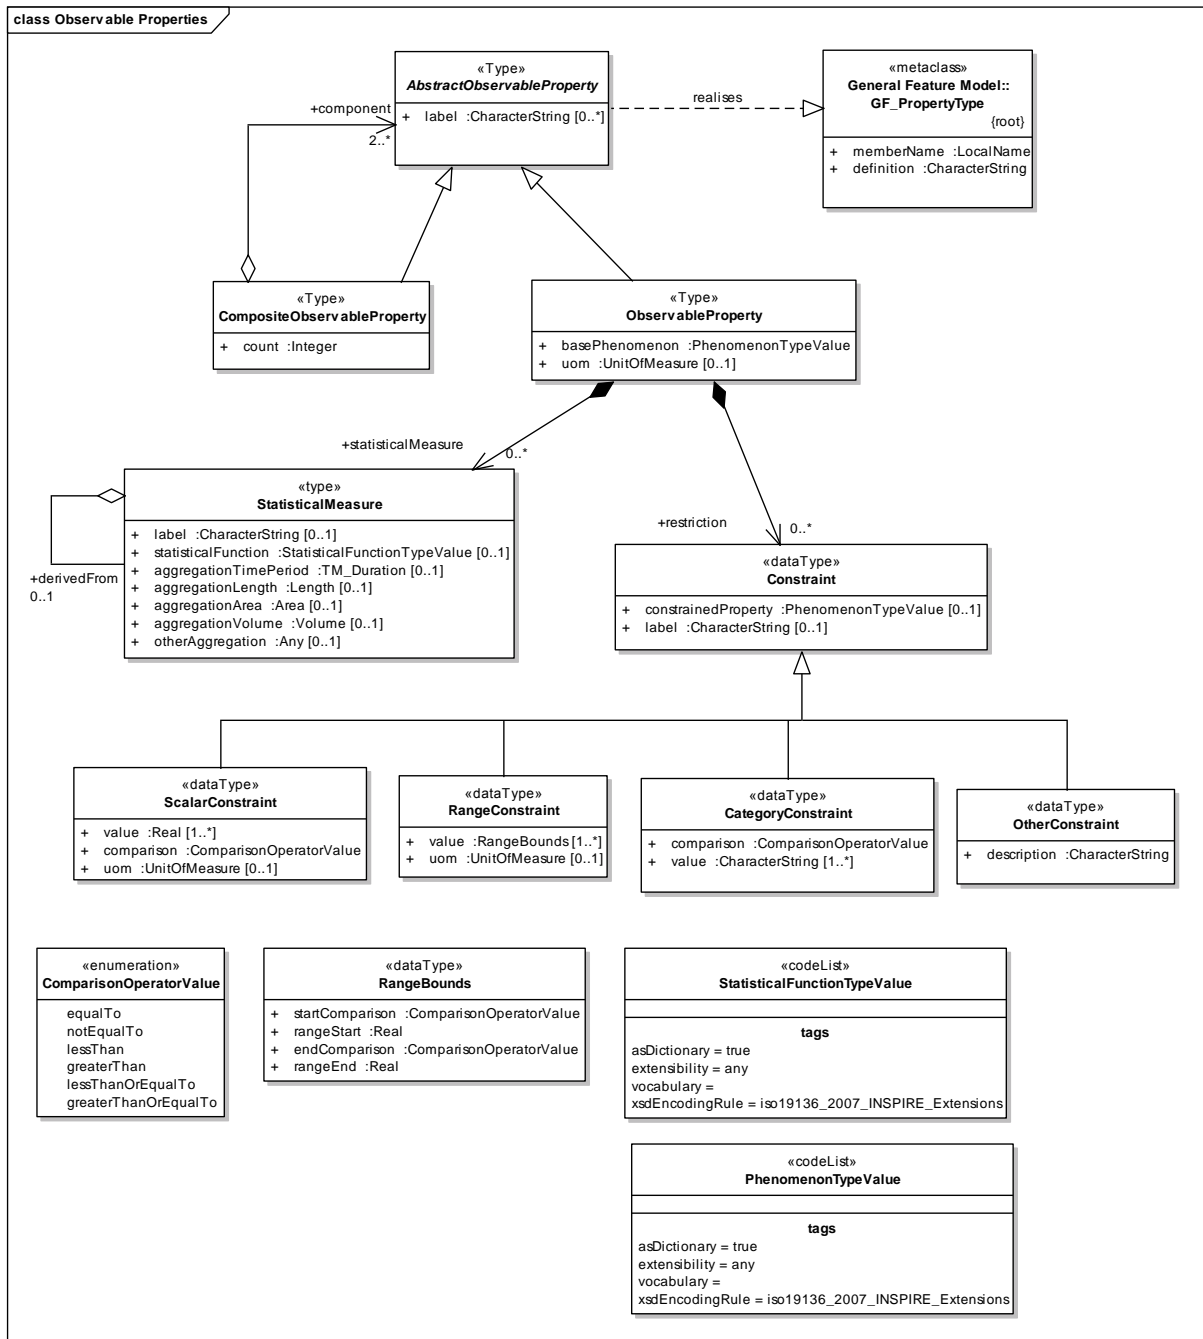 class Observable Properties
«Type»
AbstractObservableProperty
+ label :CharacterString [0..*]
«metaclass»
General Feature Model::
GF_PropertyType
{root}
+ memberName :LocalName
+ definition :CharacterString
realises
+component
2..*
«Type»
CompositeObservableProperty
+ count :Integer
«Type»
ObservableProperty
+ basePhenomenon :PhenomenonTypeValue
+ uom :UnitOfMeasure [0..1]
+statisticalMeasure
0..*
«type»
StatisticalMeasure
+ label :CharacterString [0..1]
+ statisticalFunction :StatisticalFunctionTypeValue [0..1]
+ aggregationTimePeriod :TM_Duration [0..1]
+ aggregationLength :Length [0..1]
+ aggregationArea :Area [0..1]
+ aggregationVolume :Volume [0..1]
+ otherAggregation :Any [0..1]
+derivedFrom
0..1
+restriction
0..*
«dataType»
Constraint
+ constrainedProperty :PhenomenonTypeValue [0..1]
+ label :CharacterString [0..1]
«dataType»
ScalarConstraint
+ value :Real [1..*]
+ comparison :ComparisonOperatorValue
+ uom :UnitOfMeasure [0..1]
«dataType»
RangeConstraint
+ value :RangeBounds [1..*]
+ uom :UnitOfMeasure [0..1]
«dataType»
CategoryConstraint
+ comparison :ComparisonOperatorValue
+ value :CharacterString [1..*]
«dataType»
OtherConstraint
+ description :CharacterString
«enumeration»
ComparisonOperatorValue
equalTo
notEqualTo
lessThan
greaterThan
lessThanOrEqualTo
greaterThanOrEqualTo
«dataType»
RangeBounds
+ startComparison :ComparisonOperatorValue
+ rangeStart :Real
+ endComparison :ComparisonOperatorValue
+ rangeEnd :Real
«codeList»
StatisticalFunctionTypeValue
tags
asDictionary = true
extensibility = any
vocabulary =
xsdEncodingRule = iso19136_2007_INSPIRE_Extensions
«codeList»
PhenomenonTypeValue
tags
asDictionary = true
extensibility = any
vocabulary =
xsdEncodingRule = iso19136_2007_INSPIRE_Extensions